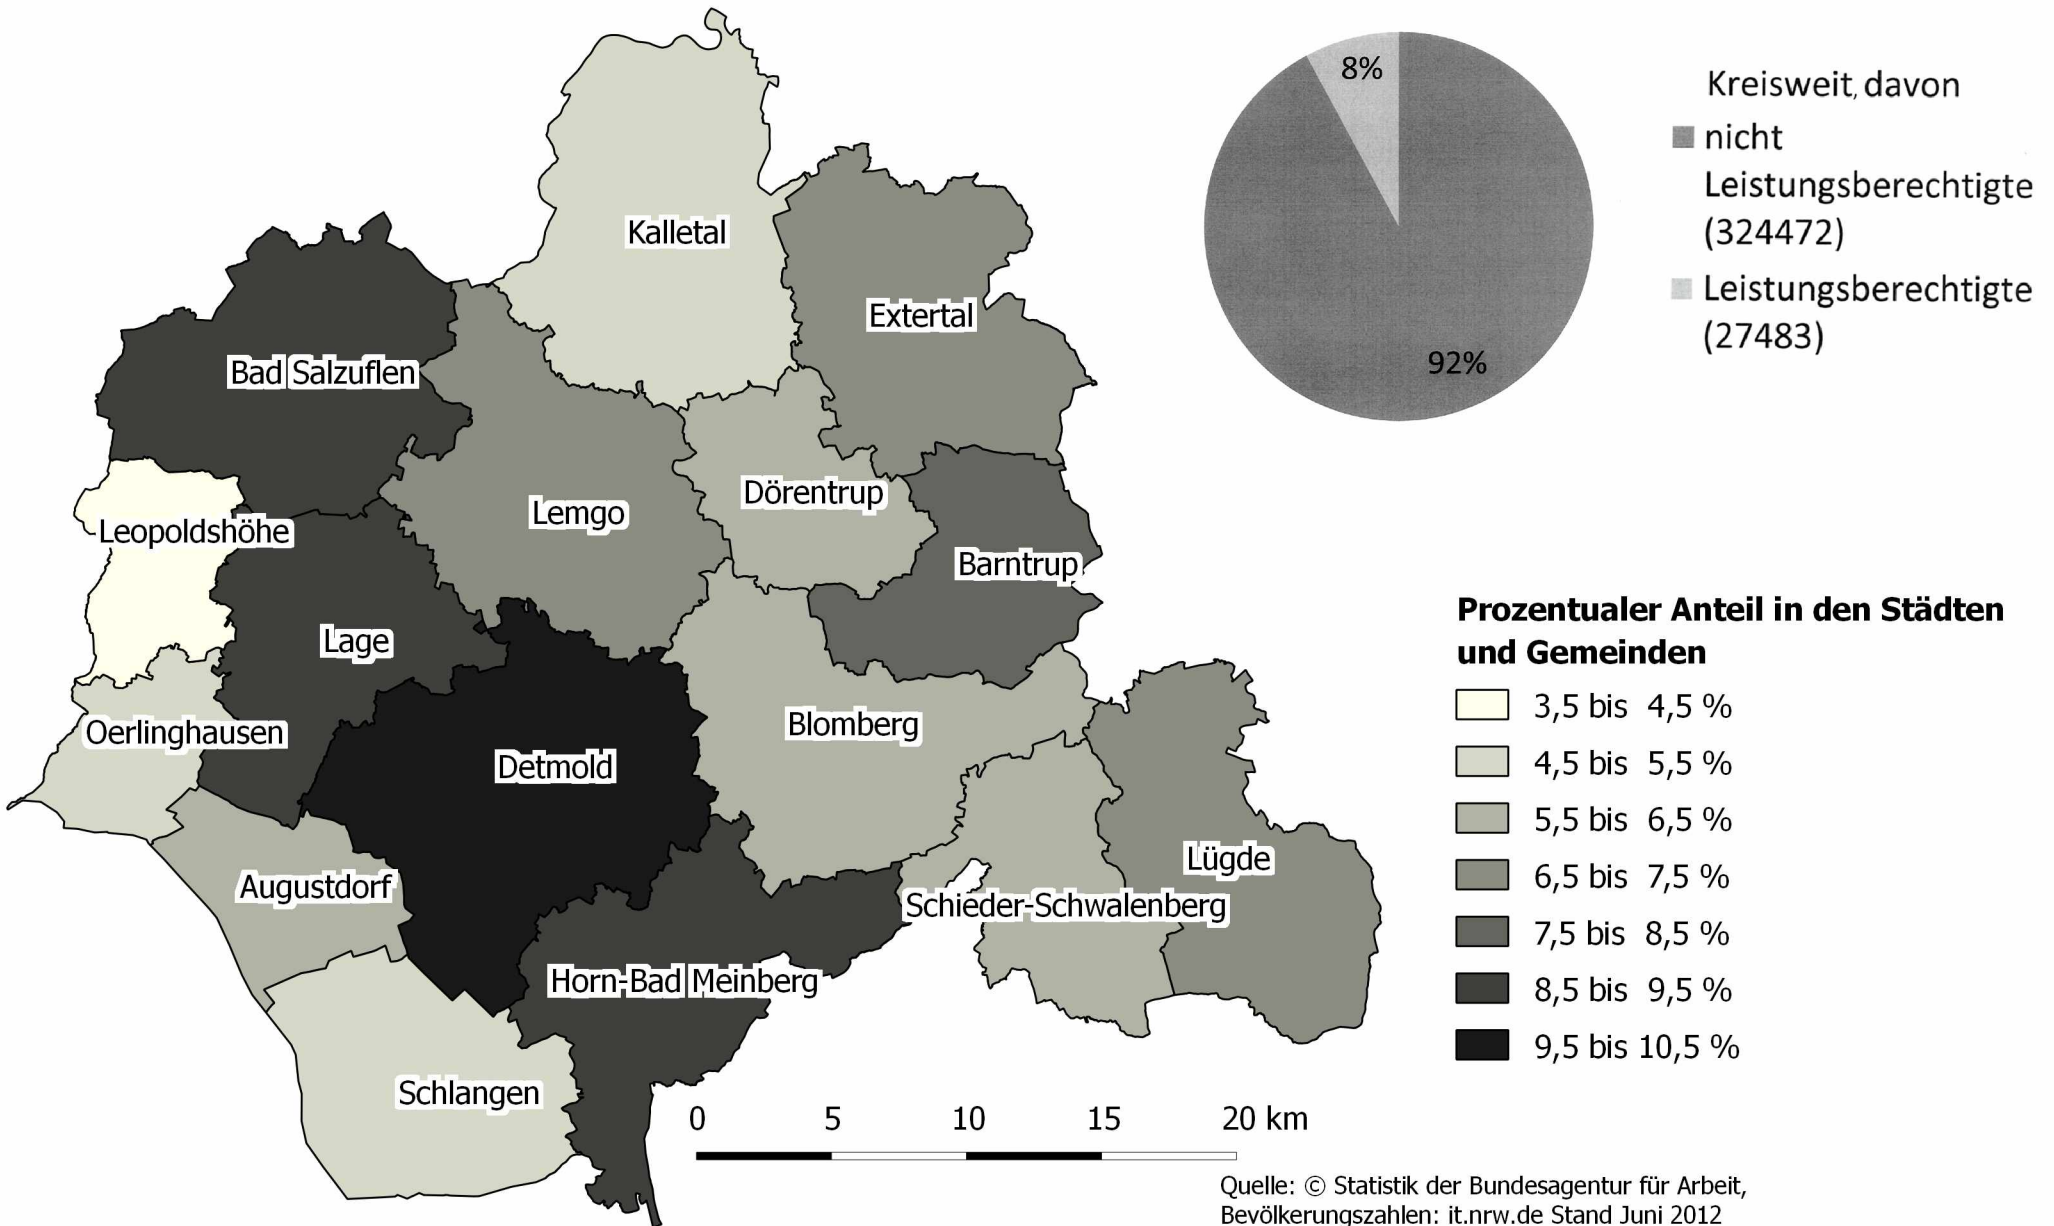 8%
92%
Kreisweit, davon
nicht
Leistungsberechtigte
(324472)
Leistungsberechtigte
(27483)
Kalletal
Extertal
Bad Salzuflen
Dörentrup
Lemgo
Leopoldshöhe
Barntrup
Lage
Blomberg
Oerlinghausen
Detmold
Lügde
Augustdorf
Schieder-Schwalenberg
Horn-Bad Meinberg
Schlangen
Prozentualer Anteil in den Städten
und Gemeinden
3,5 bis 4,5 %
4,5 bis 5,5 %
5,5 bis 6,5 %
6,5 bis 7,5 %
7,5 bis 8,5 %
8,5 bis 9,5 %
9,5 bis 10,5 %
0 5 10 15 20 km
Quelle: © Statistik der Bundesagentur für Arbeit,
Bevölkerungszahlen: it.nrw.de Stand Juni 2012